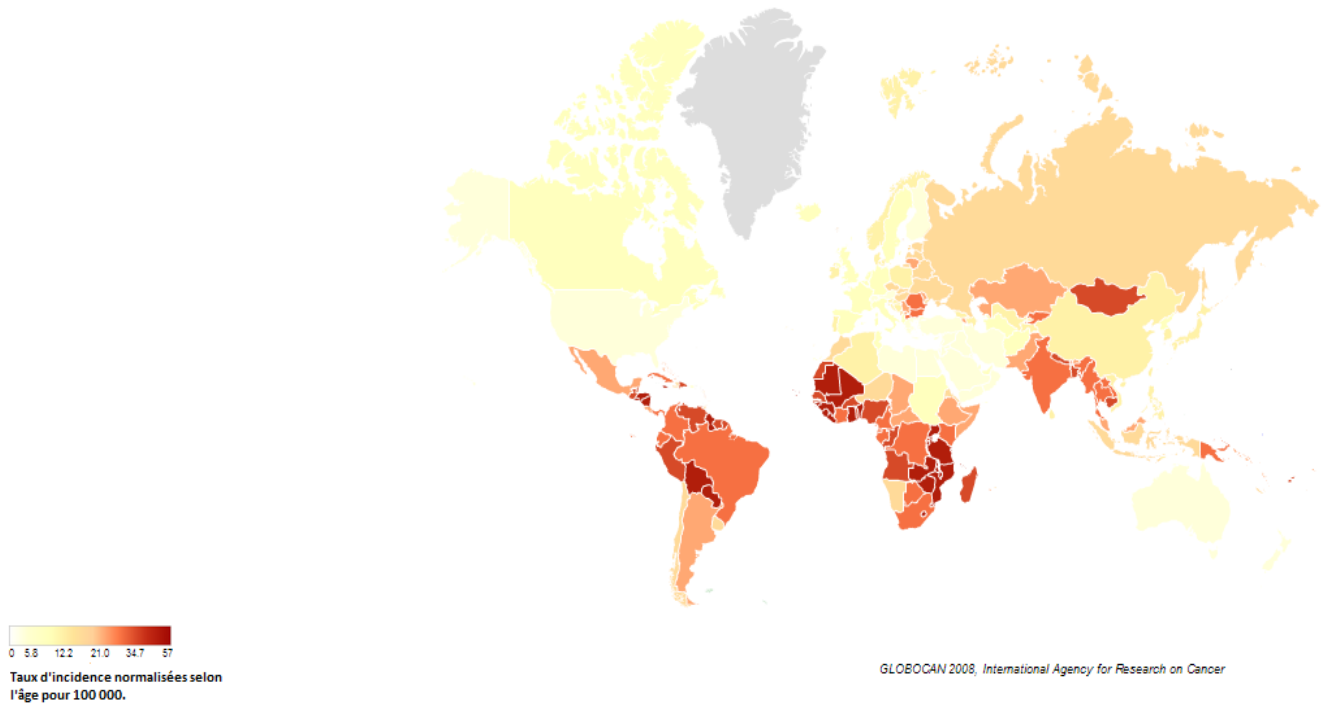 0 5.8 12.2 21.0 34.7 57
Taux d'incidence normalisées selon
l'âge pour 100 000.
GLOBOCAN 2008, International Agency for Research on Cancer